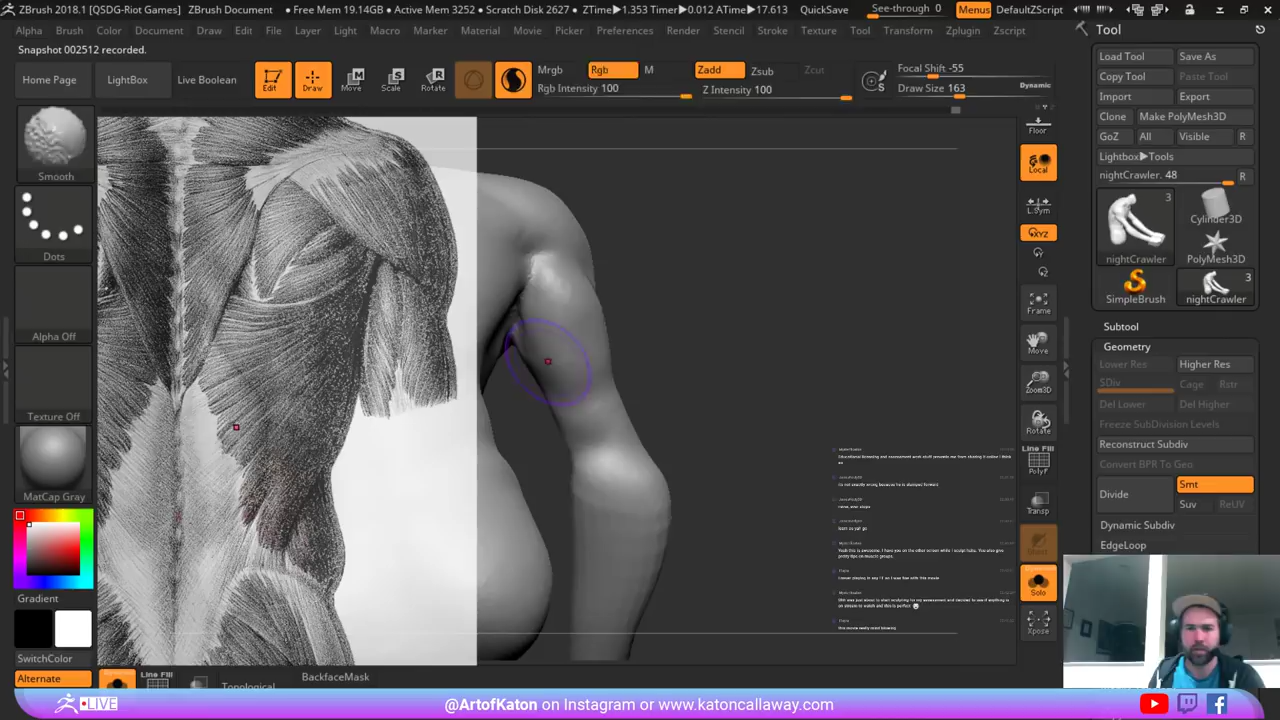 ZBrush 2018.1 [QSDG-Riot Games]
ZBrush Document
• Free Mem 19.14GB • Active Mem 3252 • Scratch Disk 2627 • ZTime▶1.353 Timer▶0.012 ATime▶17.613
QuickSave
See-through 0
Menus
DefaultZScript
Alpha Brush Color Document Draw Edit File Layer Light Macro Marker Material Movie Picker Preferences Render Stencil Stroke Texture Tool Transform Zplugin Zscript
Snapshot 002512 recorded.
Home Page
LightBox
Live Boolean
Edit
Draw
Move
Scale
Rotate
Mrgb
Rgb
M
Rgb Intensity 100
Zadd
Zsub
Zcut
Z Intensity 100
Focal Shift -55
Draw Size 163
Dynamic
Smooth
Dots
Alpha Off
Texture Off
MatCap Gray
Gradient
SwitchColor
Alternate
Line Fill
Topological
BackfaceMask
Floor
Local
L.Sym
XYZ
Frame
Move
Zoom3D
Rotate
Line Fill
PolyF
Transp
Ghost
Solo
Xpose
Tool
Load Tool
Save As
Copy Tool
Paste Tool
Import
Export
Clone
Make PolyMesh3D
GoZ
All
Visible
R
Lightbox▶Tools
nightCrawler. 48
R
3
nightCrawler
Cylinder3D
PolyMesh3D
SimpleBrush
3
nightCrawler
Subtool
Geometry
Lower Res
Higher Res
SDiv
Cage
Rstr
Del Lower
Del Higher
Freeze SubDivision Levels
Reconstruct Subdiv
Convert BPR To Geo
Divide
Smt
Suv
ReUV
Dynamic Subdiv
EdgeLoop
LIVE
@ArtofKaton on Instagram or www.katoncallaway.com